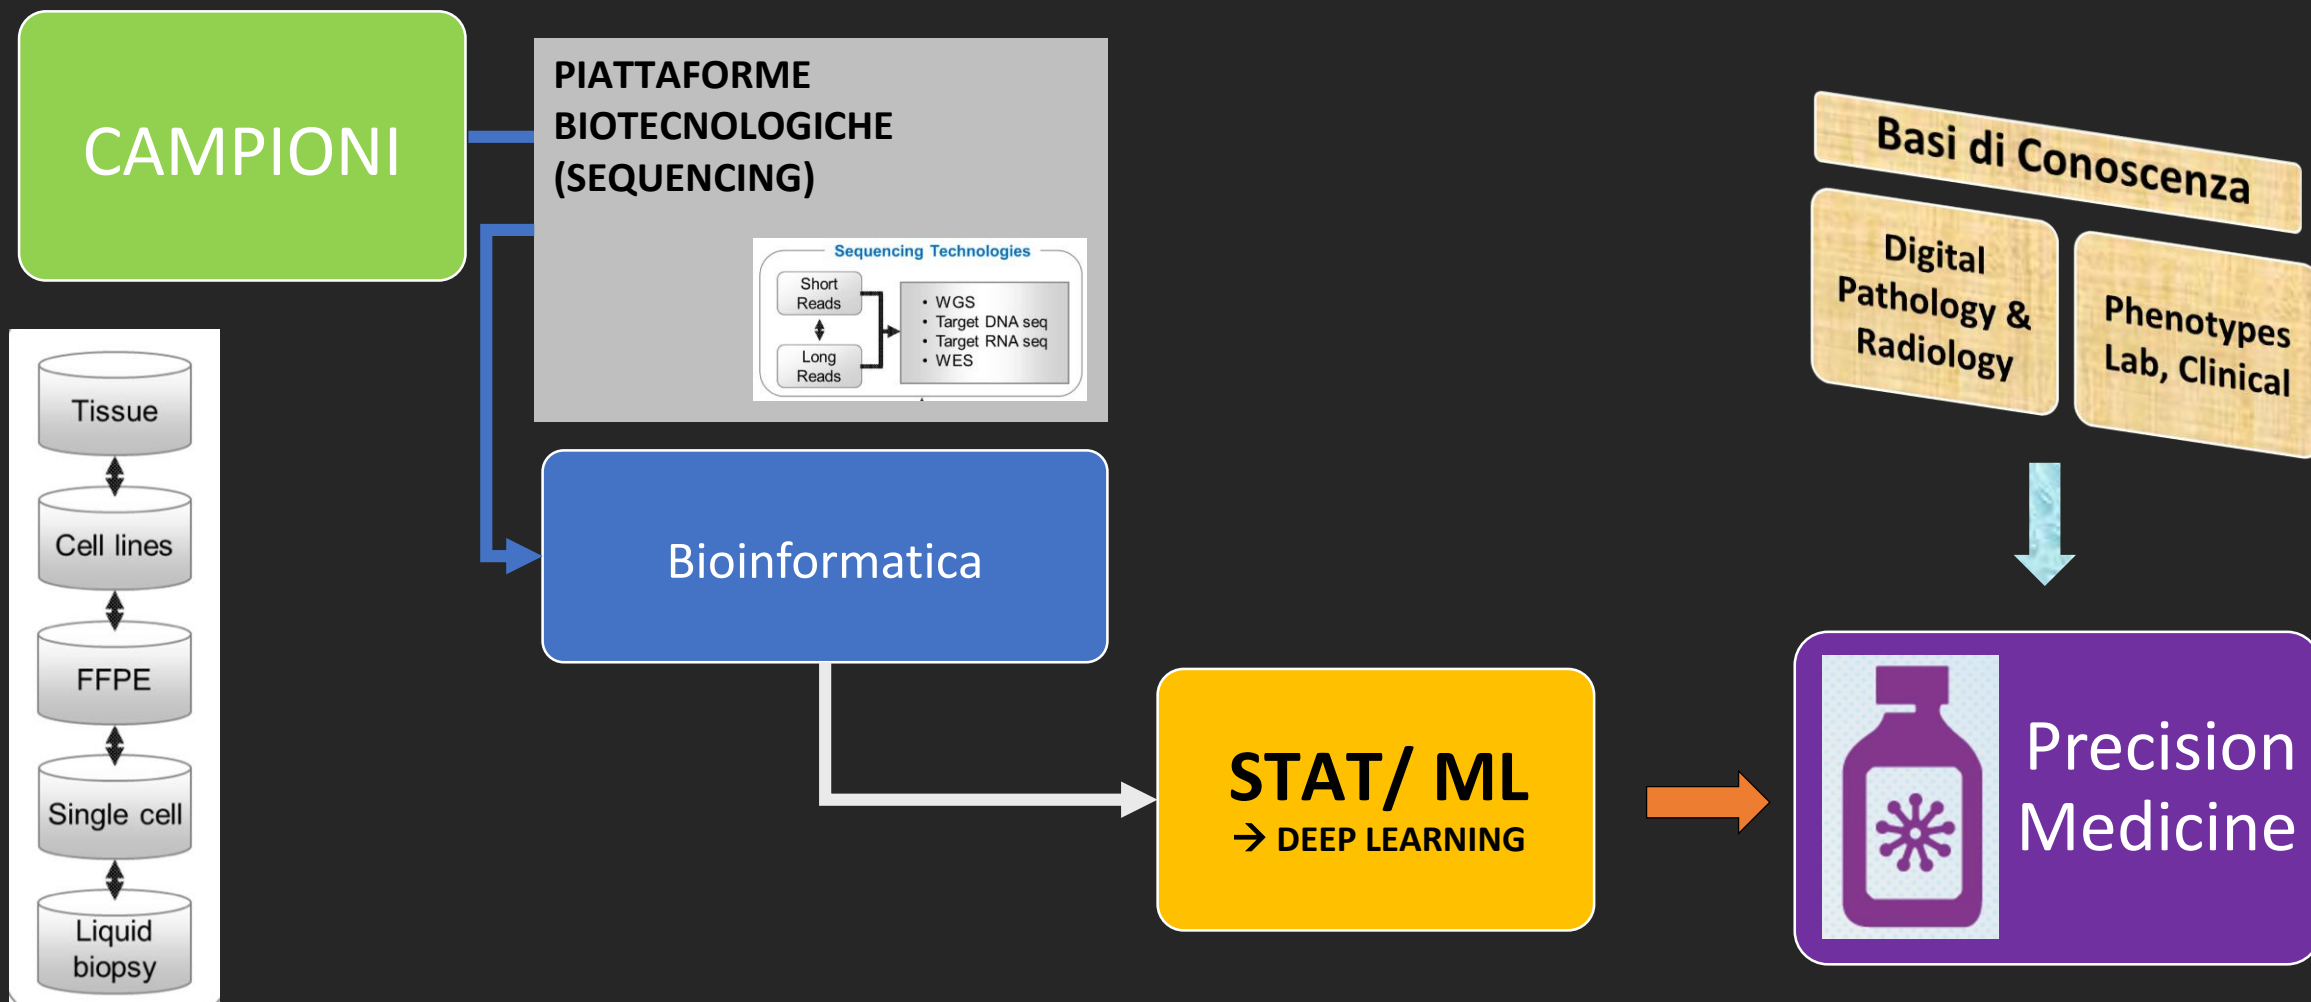 CAMPIONI
PIATTAFORME
BIOTECNOLOGICHE
(SEQUENCING)
Sequencing Technologies
Short
Reads
Long
Reads
• WGS
• Target DNA seq
• Target RNA seq
• WES
Tissue
Cell lines
FFPE
Single cell
Liquid
biopsy
Bioinformatica
STAT/ ML
→ DEEP LEARNING
Basi di Conoscenza
Digital
Pathology &
Radiology
Phenotypes
Lab, Clinical
Precision
Medicine